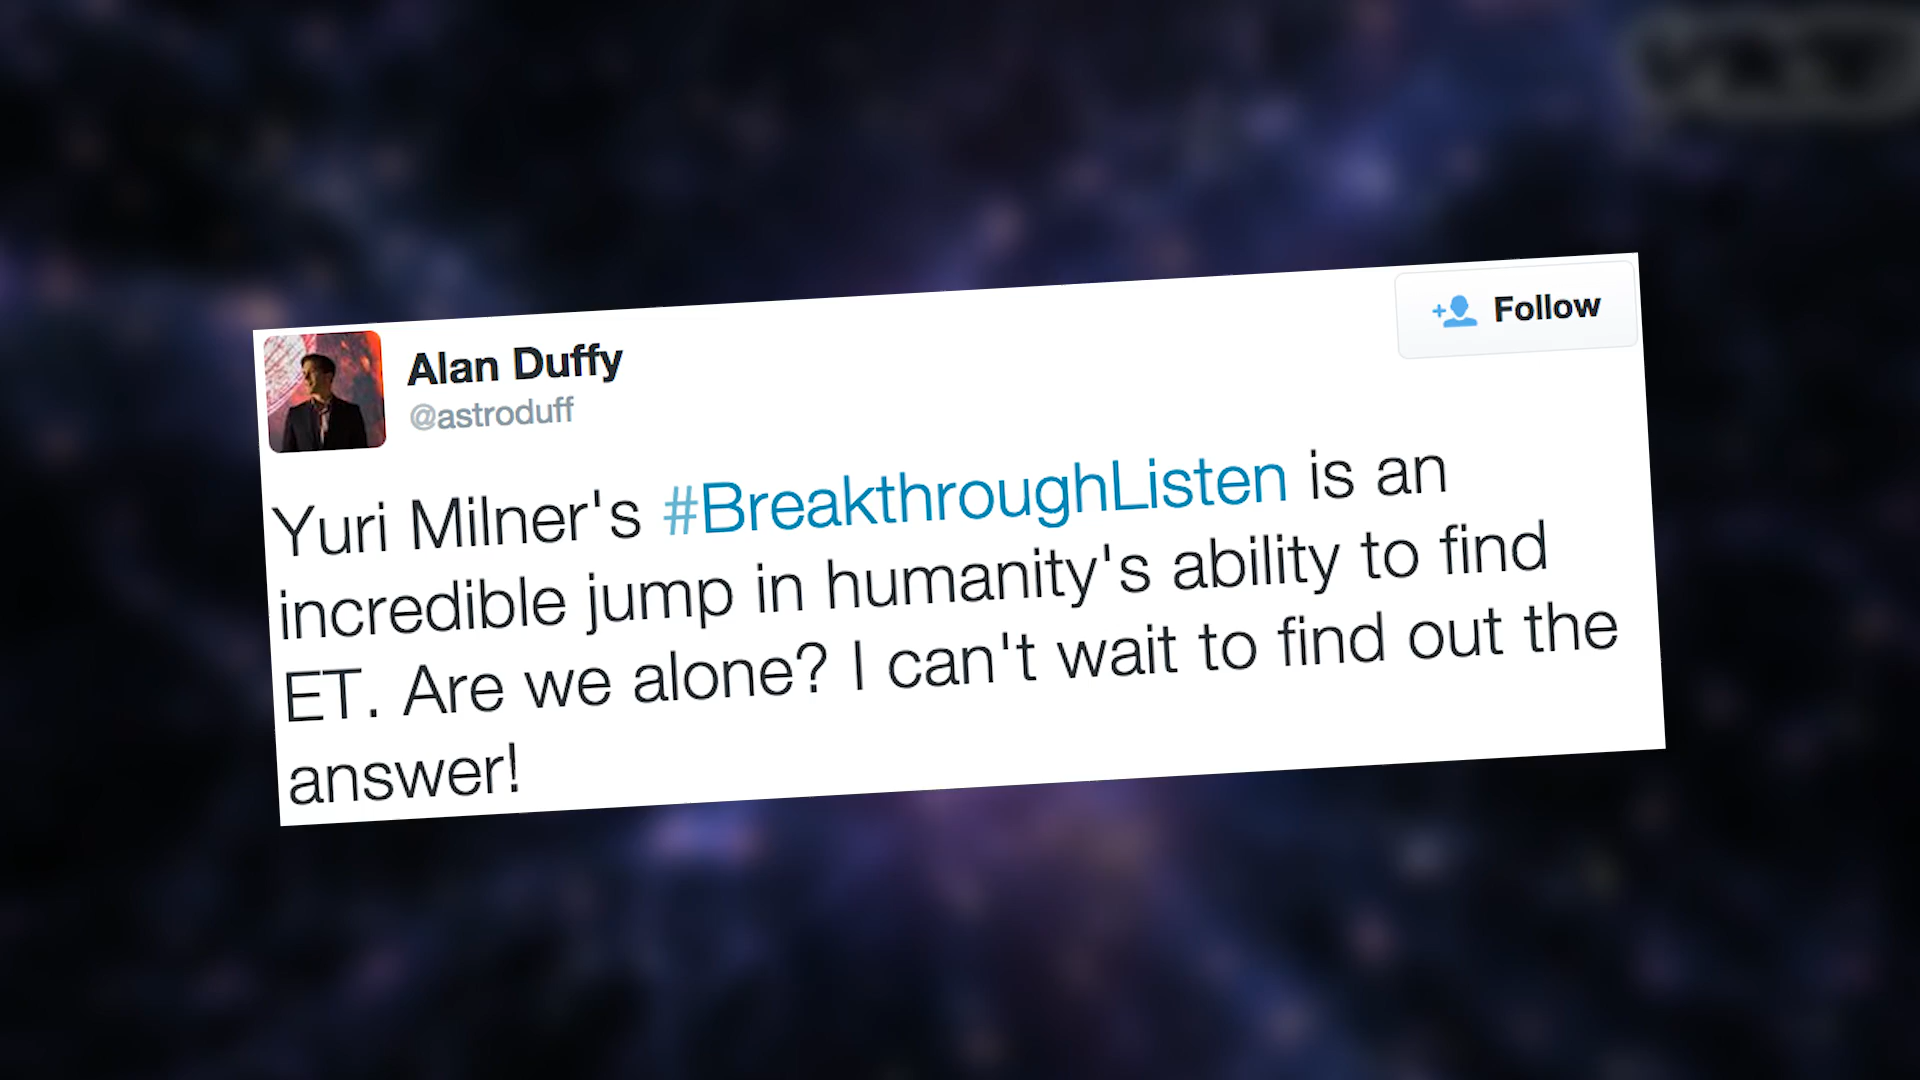 Alan Duffy
@astroduff
Follow
Yuri Milner's #BreakthroughListen is an
incredible jump in humanity's ability to find
ET. Are we alone? I can't wait to find out the
answer!